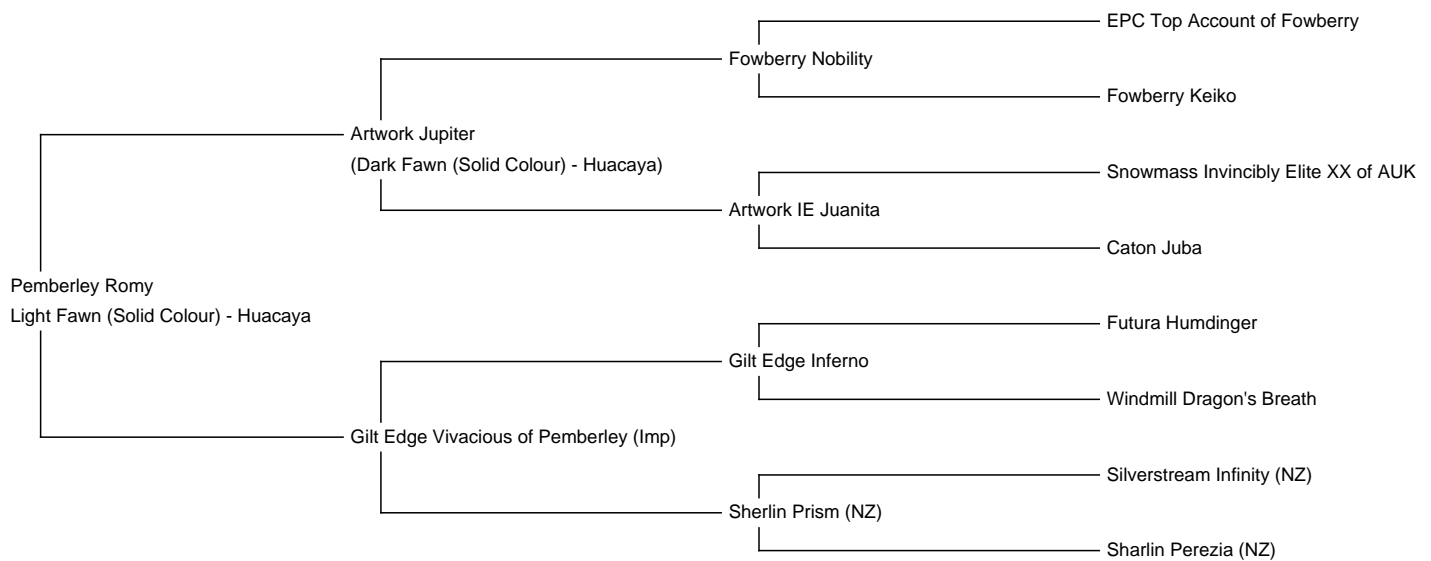 EPC Top Account of Fowberry
Fowberry Nobility
Fowberry Keiko
Artwork Jupiter
(Dark Fawn (Solid Colour) - Huacaya)
Snowmass Invincibly Elite XX of AUK
Artwork IE Juanita
Caton Juba
Pemberley Romy
Light Fawn (Solid Colour) - Huacaya
Futura Humdinger
Gilt Edge Inferno
Windmill Dragon's Breath
Gilt Edge Vivacious of Pemberley (Imp)
Silverstream Infinity (NZ)
Sherlin Prism (NZ)
Sharlin Perezia (NZ)